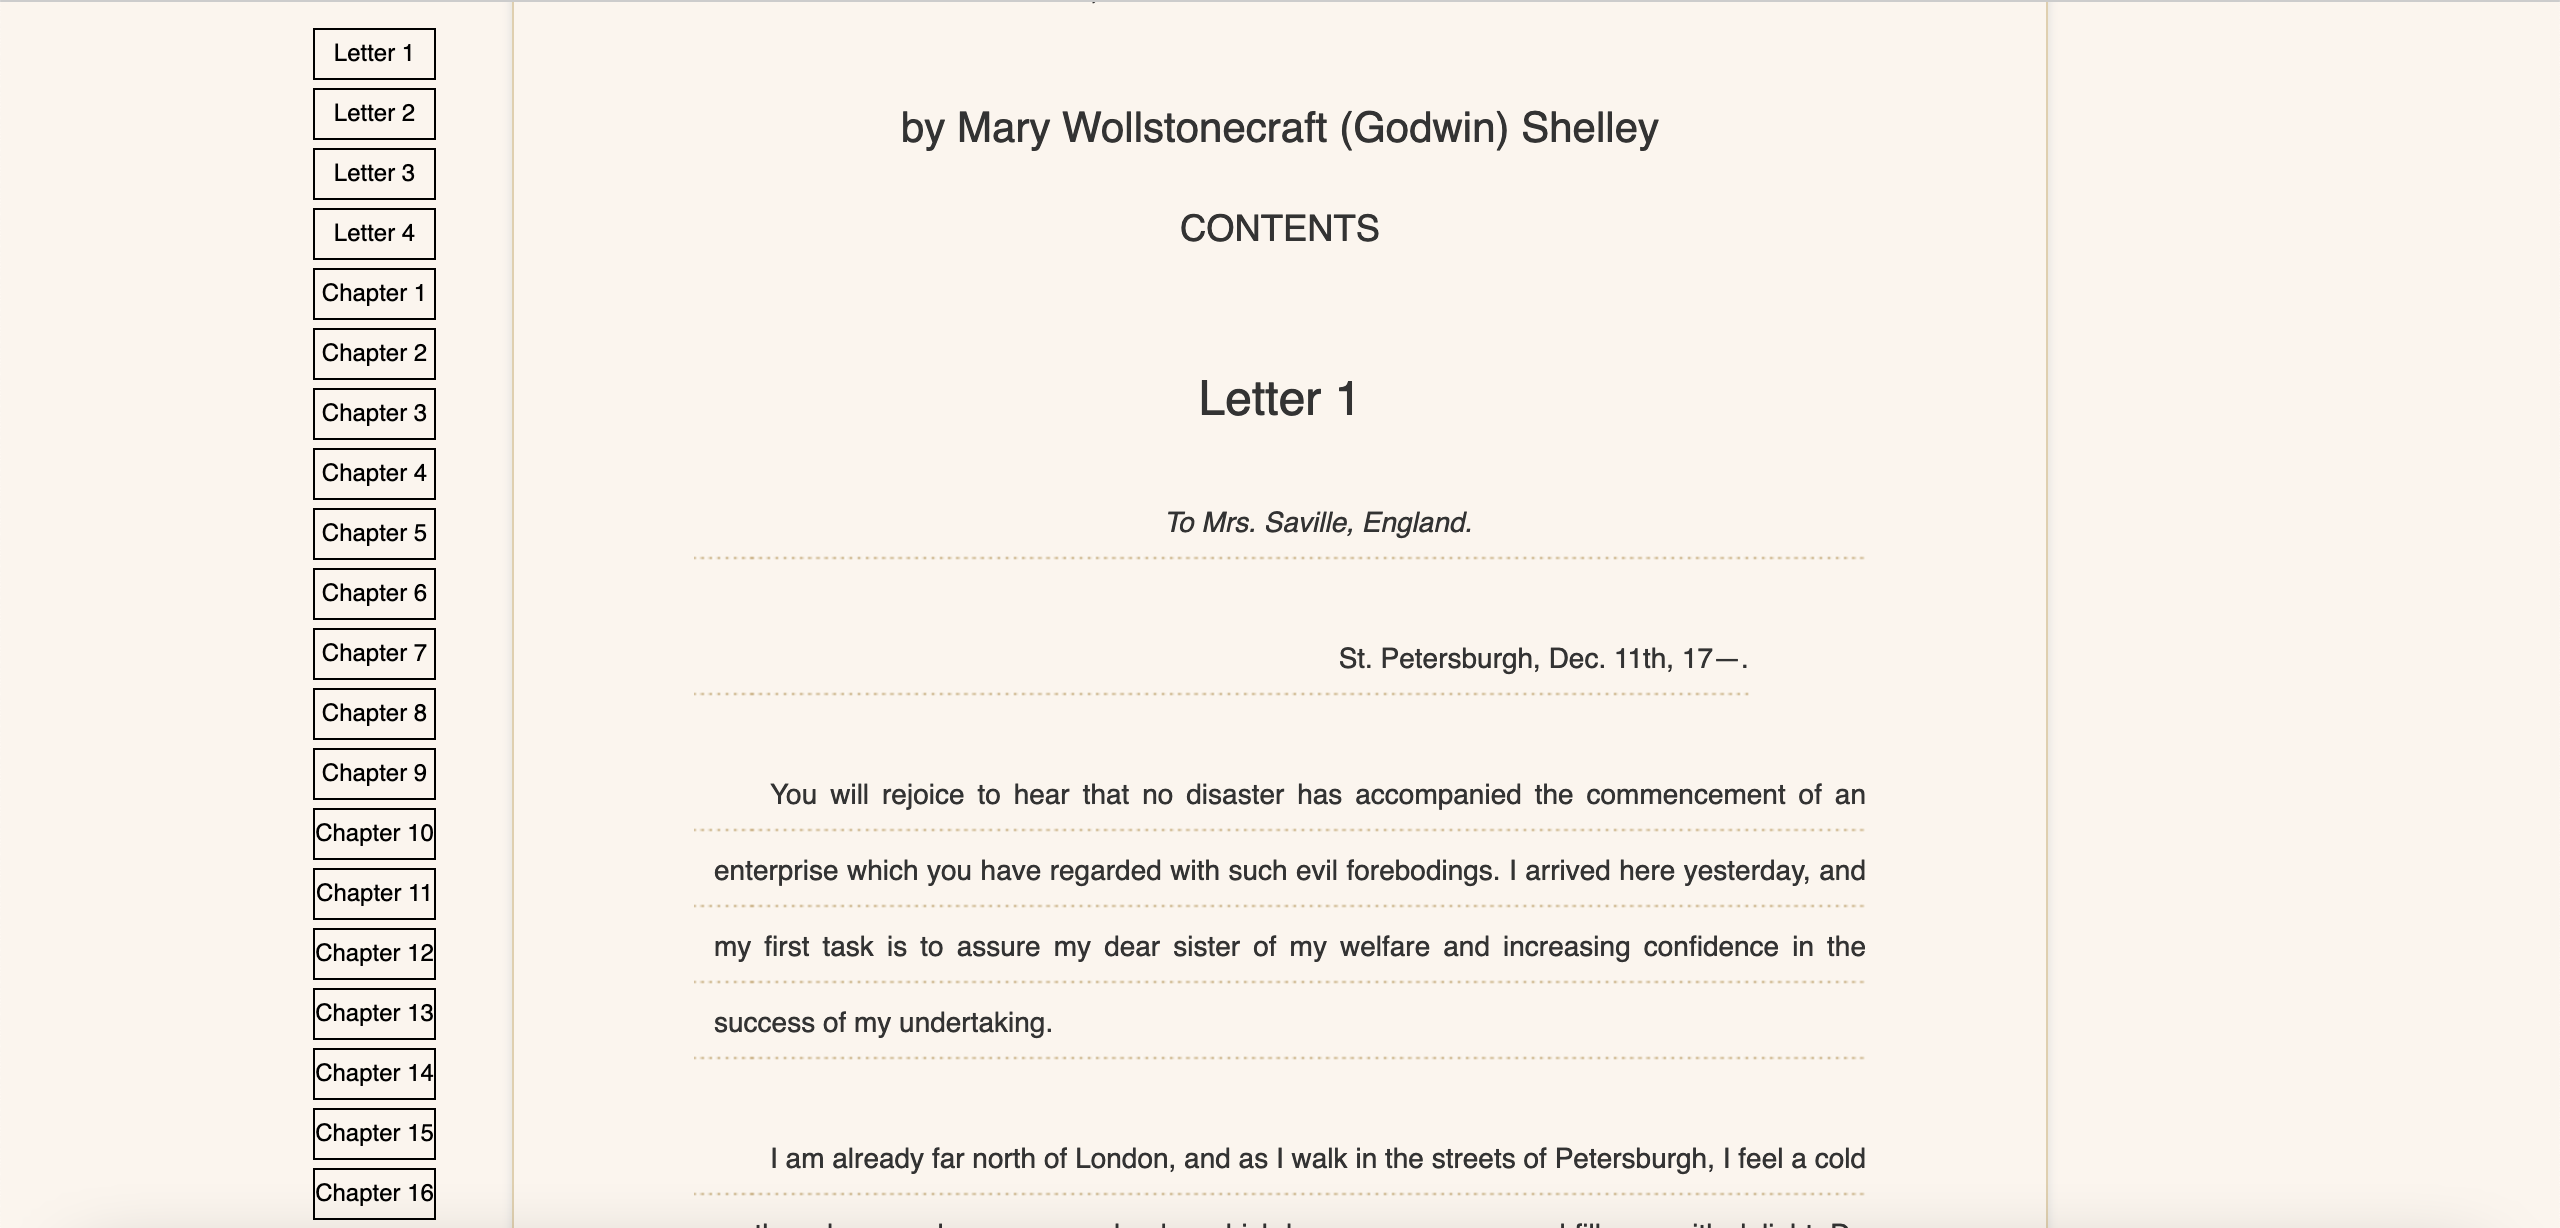 Letter 1
Letter 2
Letter 3
Letter 4
Chapter 1
Chapter 2
Chapter 3
Chapter 4
Chapter 5
Chapter 6
Chapter 7
Chapter 8
Chapter 9
Chapter 10
Chapter 11
Chapter 12
Chapter 13
Chapter 14
Chapter 15
Chapter 16
by Mary Wollstonecraft (Godwin) Shelley
CONTENTS
Letter 1
To Mrs. Saville, England.
St. Petersburgh, Dec. 11th, 17—.
You will rejoice to hear that no disaster has accompanied the commencement of an
enterprise which you have regarded with such evil forebodings. I arrived here yesterday, and
my first task is to assure my dear sister of my welfare and increasing confidence in the
success of my undertaking.
I am already far north of London, and as I walk in the streets of Petersburgh, I feel a cold